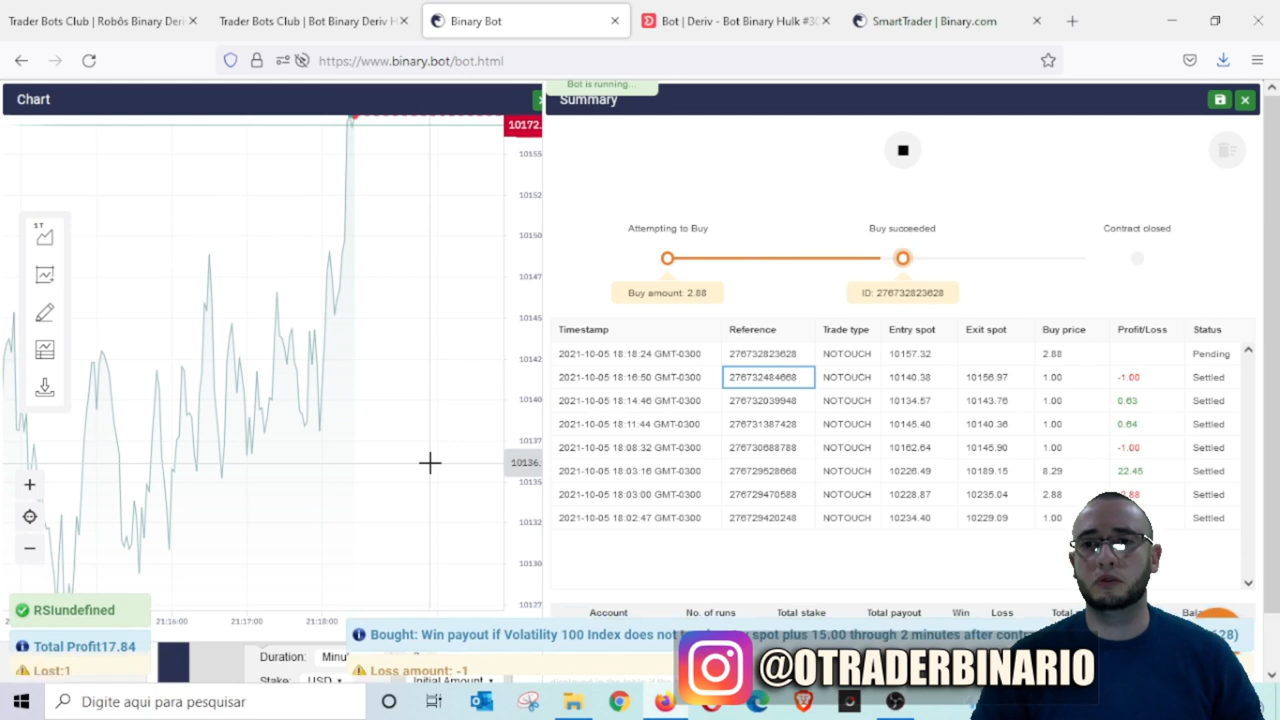 Trader Bots Club | Robôs Binary Deri
Trader Bots Club | Bot Binary Deriv H
Binary Bot
Bot | Deriv - Bot Binary Hulk #30
SmartTrader | Binary.com
https://www.binary.bot/bot.html
Chart
Bot is running...
Summary
10172.
10155
10152
10150
10147
10145
10142
10140
10137
10136.
10135
10132
10130
10127
1T
21:16:00 21:17:00 21:18:00
Attempting to Buy
Buy succeeded
Contract closed
Buy amount: 2.88
ID: 276732823628
Timestamp Reference Trade type Entry spot Exit spot Buy price Profit/Loss Status
2021-10-05 18:18:24 GMT-0300 276732823628 NOTOUCH 10157.32 2.88 Pending
2021-10-05 18:16:50 GMT-0300 276732484668 NOTOUCH 10140.38 10156.97 1.00 -1.00 Settled
2021-10-05 18:14:46 GMT-0300 276732039948 NOTOUCH 10134.57 10143.76 1.00 0.63 Settled
2021-10-05 18:11:44 GMT-0300 276731387428 NOTOUCH 10145.40 10140.36 1.00 0.64 Settled
2021-10-05 18:08:32 GMT-0300 276730688788 NOTOUCH 10162.64 10145.90 1.00 -1.00 Settled
2021-10-05 18:03:16 GMT-0300 276729528668 NOTOUCH 10226.49 10189.15 8.29 22.45 Settled
2021-10-05 18:03:00 GMT-0300 276729470588 NOTOUCH 10228.87 10235.04 2.88 .88 Settled
2021-10-05 18:02:47 GMT-0300 276729420248 NOTOUCH 10234.40 10229.09 1.00 Settled
Account No. of runs Total stake Total payout Win Loss
RSIundefined
Total Profit17.84
Lost:1
Bought: Win payout if Volatility 100 Index does not spot plus 15.00 through 2 minutes after contr 628)
Duration: Minu
Loss amount: -1
Stake: USD
Initial Amount
@OTRADERBINARIO
Digite aqui para pesquisar